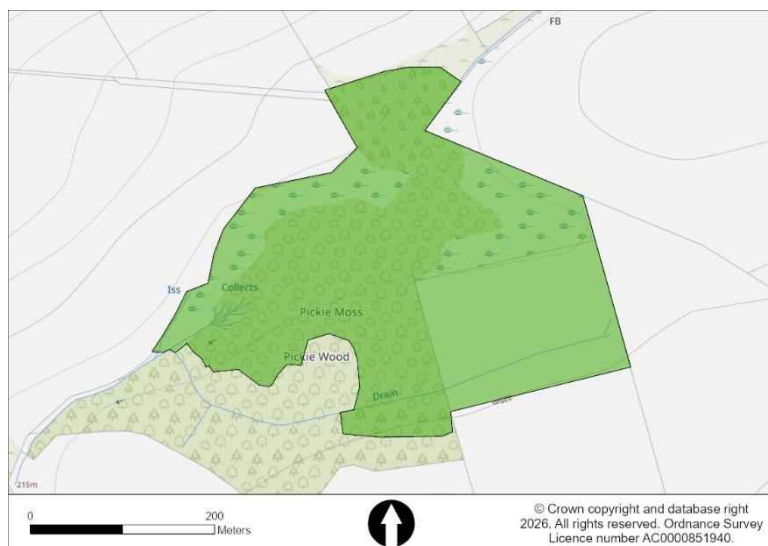 FB
Iss
Collects
Pickie Moss
Pickie Wood
Drain
215m
0
200
Meters
© Crown copyright and database right
2026. All rights reserved. Ordnance Survey
Licence number AC0000851940.